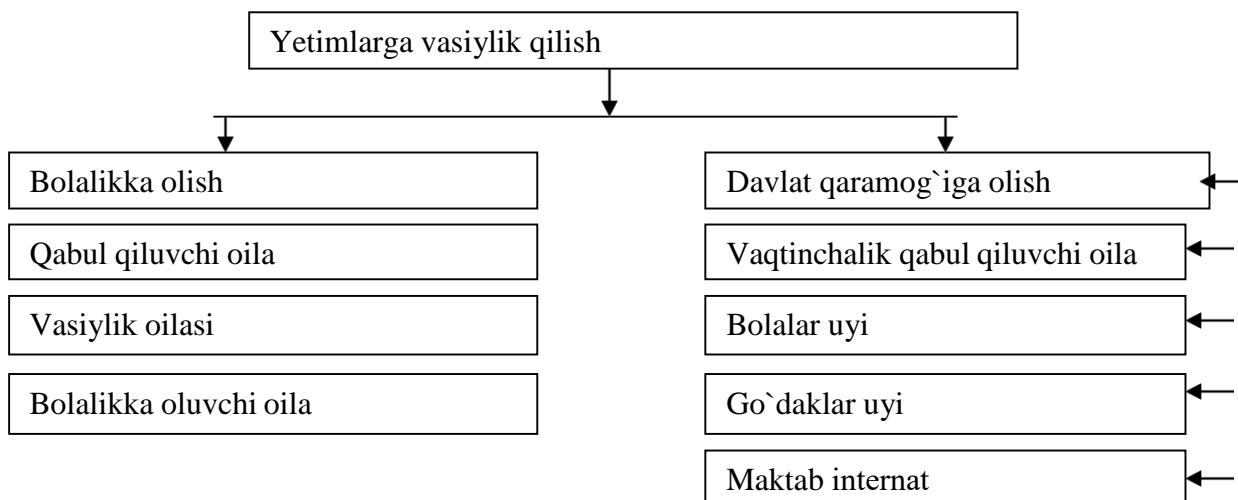 Yetimlarga vasiylik qilish
Bolalikka olish
Qabul qiluvchi oila
Vasiylik oilasi
Bolalikka oluvchi oila
Davlat qaramog`iga olish
Vaqtinchalik qabul qiluvchi oila
Bolalar uyi
Go`daklar uyi
Maktab internat